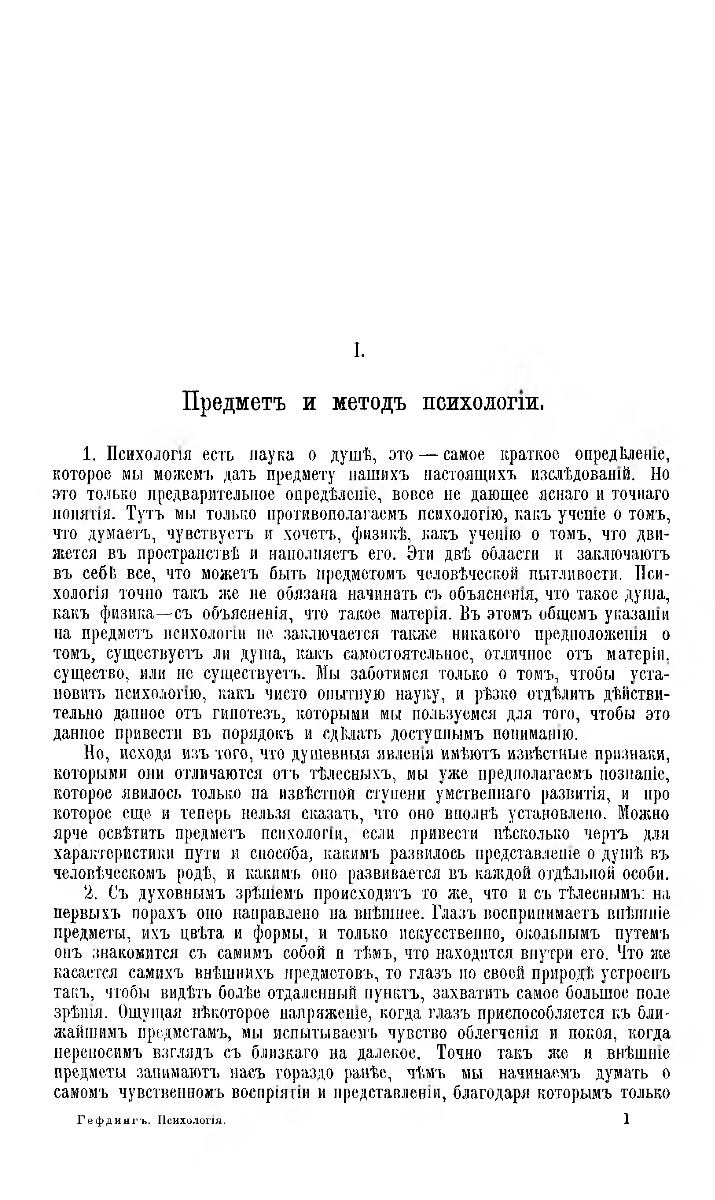 I.
Предметъ и методъ психологіи.
1. Психологія есть наука о душѣ, это — самое краткое опредѣленіе,
которое мы можемъ дать предмету нашихъ настоящихъ изслѣдованій. Но
это только предварительное опредѣленіе, вовсе не дающее яснаго и точнаго
понятія. Тутъ мы только противополагаемъ психологію, какъ ученіе о томъ,
что думаетъ, чувствуетъ и хочетъ, физикѣ, какъ ученію о томъ, что дви-
жется въ пространствѣ и наполняетъ его. Эти двѣ области и заключаютъ
въ себѣ все, что можетъ быть предметомъ человѣческой пытливости. Пси-
хологія точно такъ же не обязана начинать съ объясненія, что такое душа,
какъ физика—съ объясненія, что такое матерія. Въ этомъ общемъ указаніи
на предметъ психологіи не заключается также никакого предположенія о
томъ, существуетъ ли душа, какъ самостоятельное, отличное отъ матеріи,
существо, или не существуетъ. Мы заботимся только о томъ, чтобы уста-
новить психологію, какъ чисто опытную науку, и рѣзко отдѣлить дѣйстви-
тельно данное отъ гипотезъ, которыми мы пользуемся для того, чтобы это
данное привести въ порядокъ и сдѣлать доступнымъ пониманію.
Но, исходя изъ того, что душевныя явленія имѣютъ извѣстные признаки,
которыми они отличаются отъ тѣлесныхъ, мы уже предполагаемъ познаніе,
которое явилось только на извѣстной ступени умственнаго развитія, и про
которое еще и теперь нельзя сказать, что оно вполнѣ установлено. Можно
ярче освѣтить предметъ психологіи, если привести нѣсколько чертъ для
характеристики пути и способа, какимъ развилось представленіе о душѣ въ
человѣческомъ родѣ, и какимъ оно развивается въ каждой отдѣльной особи.
2. Съ духовнымъ зрѣніемъ происходитъ то же, что и съ тѣлеснымъ: на
первыхъ порахъ оно направлено на внѣшнее. Глазъ воспринимаетъ внѣшніе
предметы, ихъ цвѣта и формы, и только искусственно, окольнымъ путемъ
онъ знакомится съ самимъ собой и тѣмъ, что находится внутри его. Что же
касается самихъ внѣшнихъ предметовъ, то глазъ по своей природѣ устроенъ
такъ, чтобы видѣть болѣе отдаленный пунктъ, захватить самое большое поле
зрѣнія. Ощущая нѣкоторое напряженіе, когда глазъ приспособляется къ бли-
жайшимъ предметамъ, мы испытываемъ чувство облегченія и покоя, когда
переносимъ взглядъ съ близкаго на далекое. Точно такъ же и внѣшніе
предметы занимаютъ насъ гораздо ранѣе, чѣмъ мы начинаемъ думать о
самомъ чувственномъ воспріятіи и представленіи, благодаря которымъ только
Гефдингъ. Психологія. 1